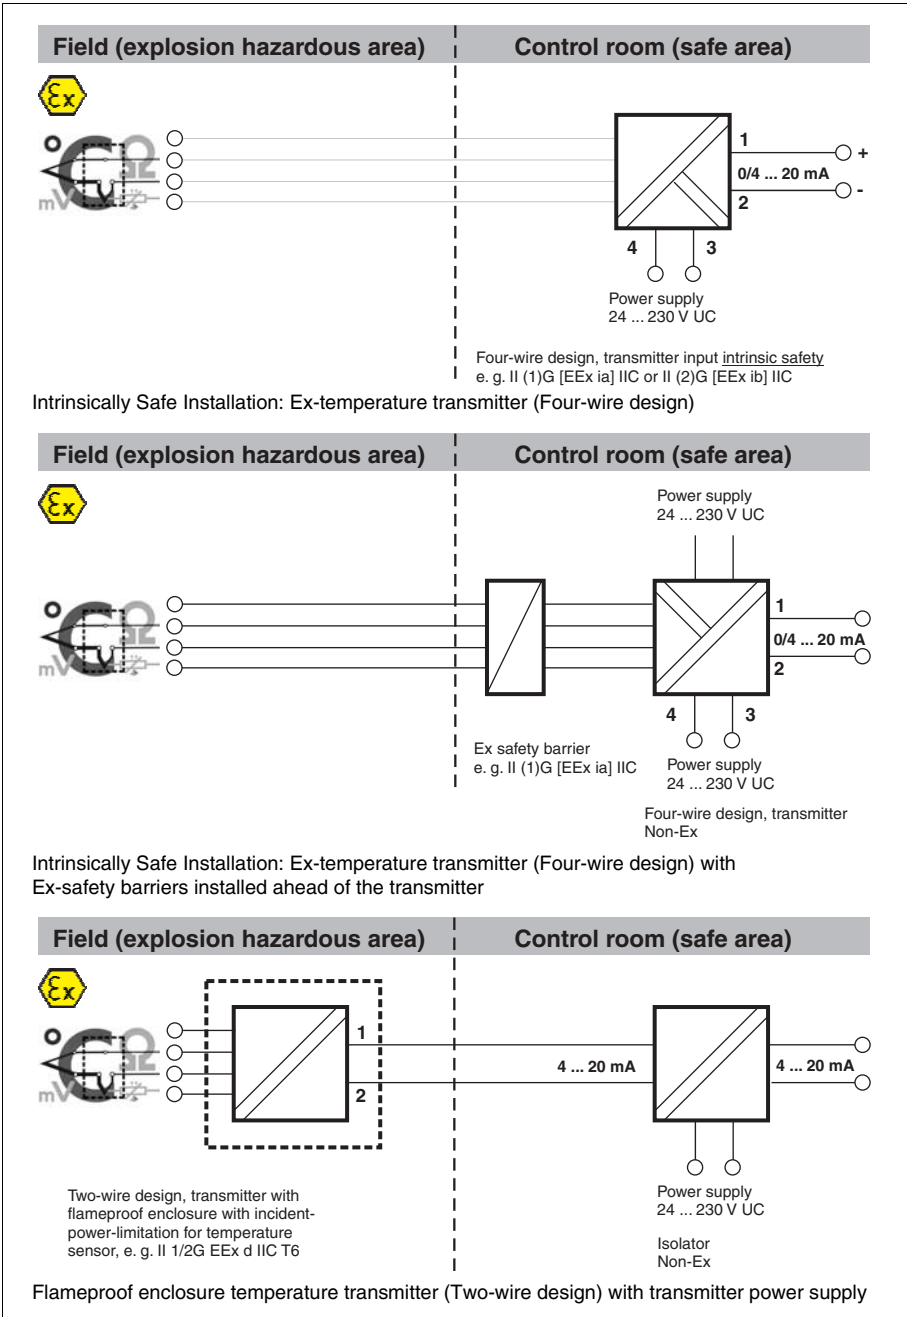 Field (explosion hazardous area) Control room (safe area)
Ex
mV
Ω
1
+
0/4 ... 20 mA
-
2
4 3
Power supply
24 ... 230 V UC
Four-wire design, transmitter input intrinsic safety
e. g. II (1)G [EEx ia] IIC or II (2)G [EEx ib] IIC
Intrinsically Safe Installation: Ex-temperature transmitter (Four-wire design)
Field (explosion hazardous area) Control room (safe area)
Ex
Power supply
24 ... 230 V UC
mV
Ω
1
0/4 ... 20 mA
2
4 3
Ex safety barrier
e. g. II (1)G [EEx ia] IIC
Power supply
24 ... 230 V UC
Four-wire design, transmitter
Non-Ex
Intrinsically Safe Installation: Ex-temperature transmitter (Four-wire design) with
Ex-safety barriers installed ahead of the transmitter
Field (explosion hazardous area) Control room (safe area)
Ex
mV
Ω
1
4 ... 20 mA
4 ... 20 mA
2
Two-wire design, transmitter with
flameproof enclosure with incident-
power-limitation for temperature
sensor, e. g. II 1/2G EEx d IIC T6
Power supply
24 ... 230 V UC
Isolator
Non-Ex
Flameproof enclosure temperature transmitter (Two-wire design) with transmitter power supply